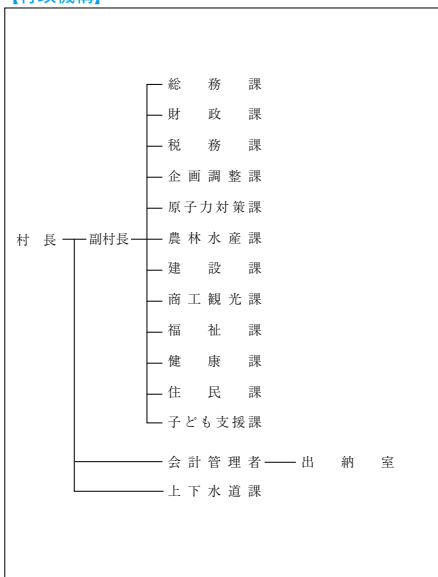 【行政機構】
総務課
財政課
税務課
企画調整課
原子力対策課
村長 副村長 農林水産課
建設課
商工観光課
福祉課
健康課
住民課
子ども支援課
会計管理者 出納室
上下水道課